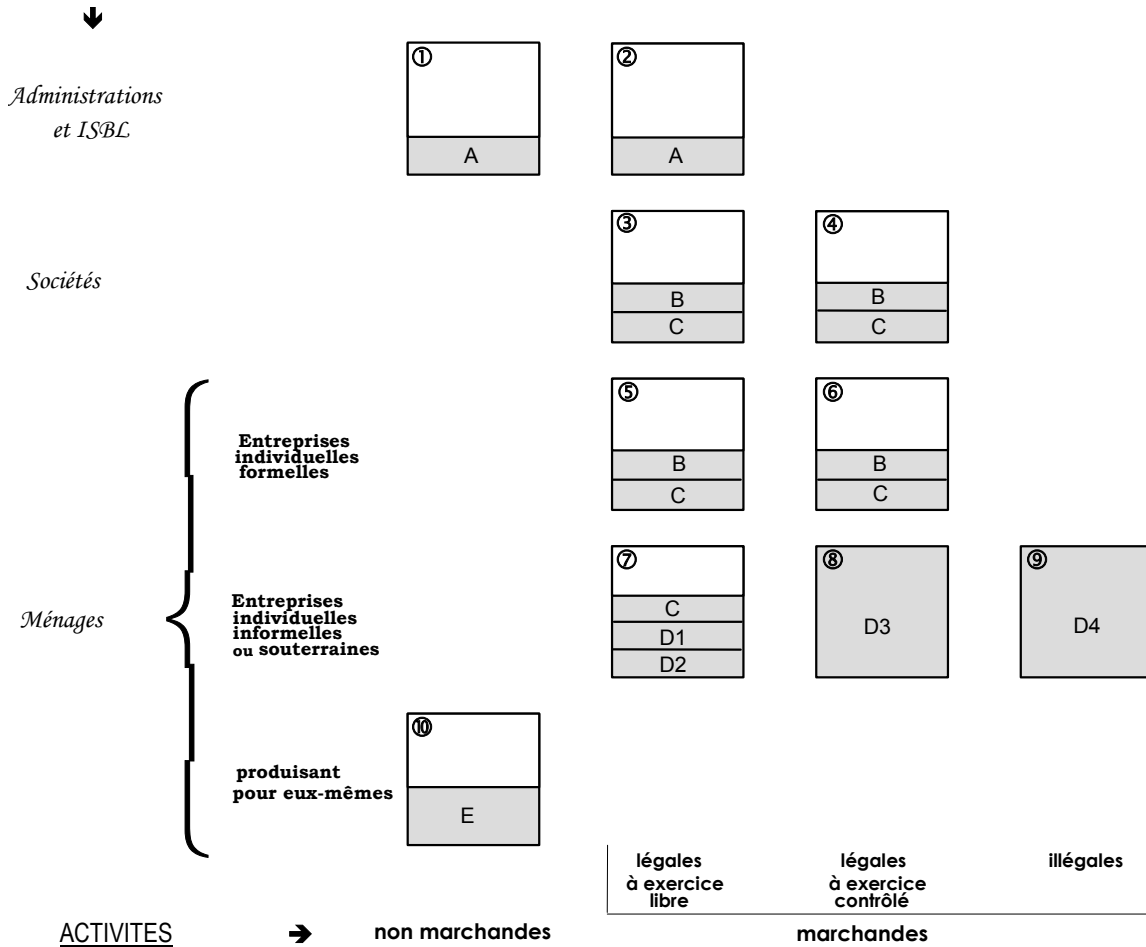 ①
②
Administrations
et ISBL
A
A
③
④
Sociétés
B
B
C
C
⑤
⑥
Entreprises
individuelles
formelles
B
B
C
C
⑦
⑧
⑨
Ménages
Entreprises
individuelles
informelles
ou souterraines
C
D1
D2
D3
D4
⑩
produisant
pour eux-mêmes
E
légales
à exercice
libre
légales
à exercice
contrôlé
illégales
ACTIVITES
non marchandes
marchandes